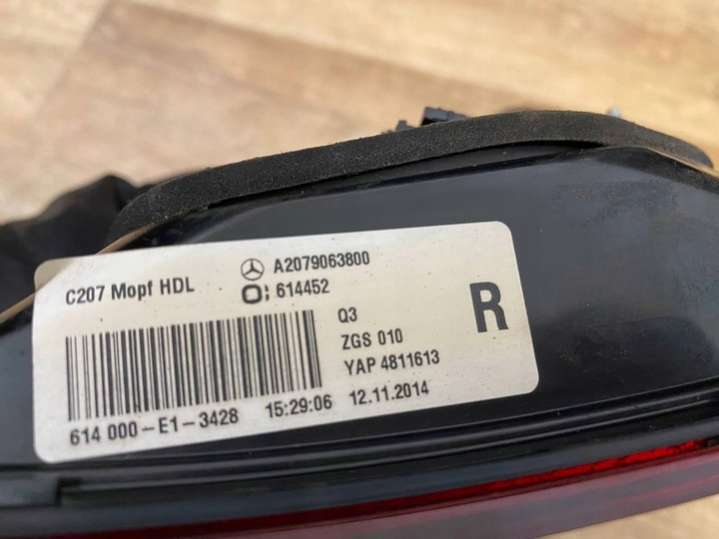 C207 Mopf HDL
A2079063800
614452
Q3
ZGS 010
YAP 4811613
R
614 000-E1-3428 15:29:06 12.11.2014